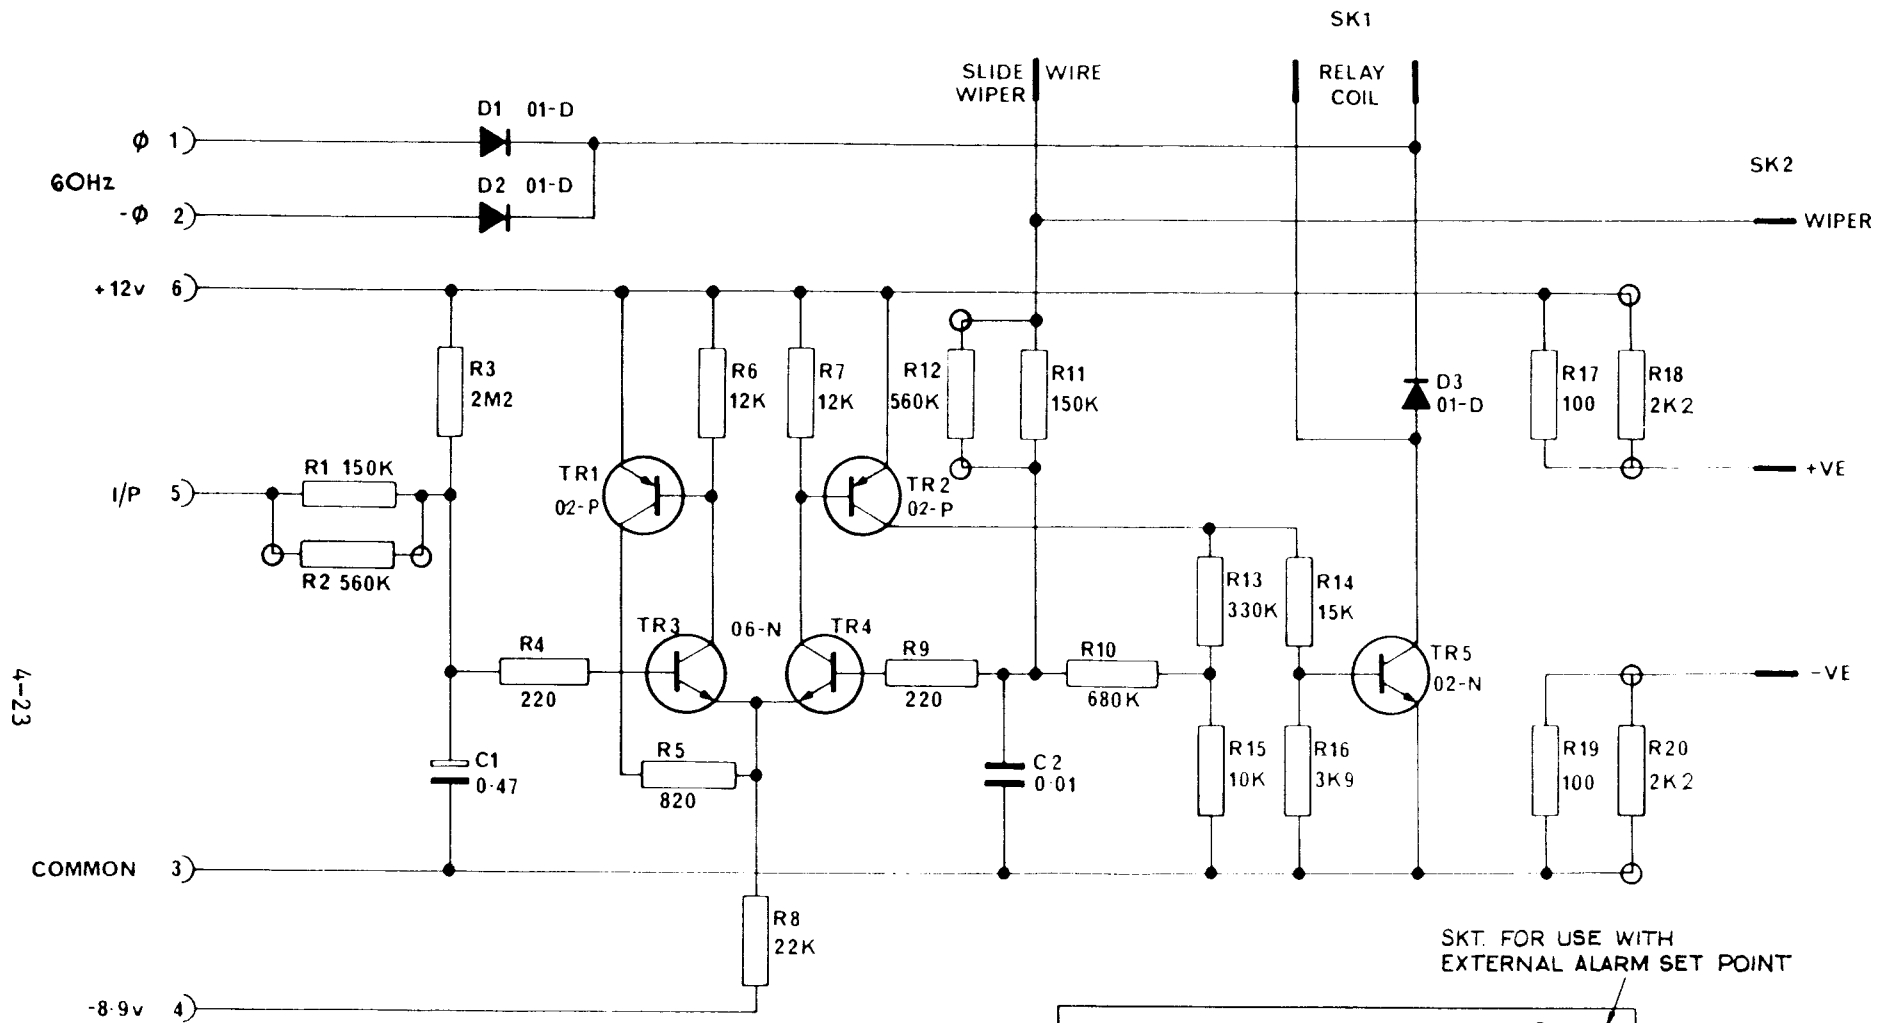 SK1
SLIDE WIRE
WIPER
RELAY
COIL
D1 01-D
Ø 1
60Hz
D2 01-D
-Ø 2
SK2
WIPER
+12v 6
R3
2M2
R6
12K
R7
12K
R12
560K
R11
150K
D3
01-D
R17
100
R18
2K2
R1 150K
I/P 5
R2 560K
TR1
02-P
TR2
02-P
+VE
R13
330K
R14
15K
TR3
06-N
TR4
R4
220
R9
220
R10
680K
TR5
02-N
-VE
4-23
R5
820
C1
0·47
C2
0·01
R15
10K
R16
3K9
R19
100
R20
2K2
COMMON 3
R8
22K
SKT. FOR USE WITH
EXTERNAL ALARM SET POINT
-8·9v 4